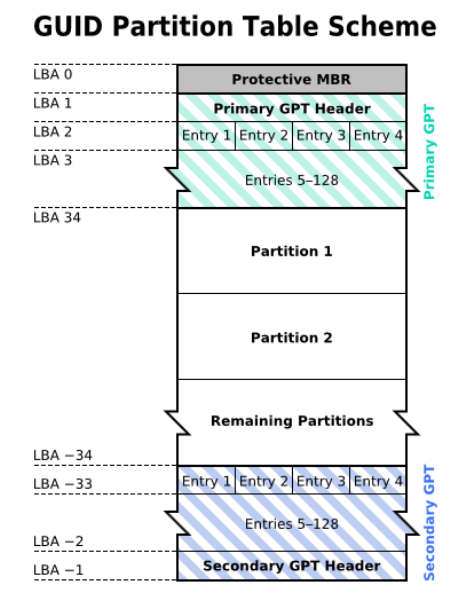 GUID Partition Table Scheme
LBA 0
Protective MBR
LBA 1
Primary GPT Header
LBA 2
Entry 1 Entry 2 Entry 3 Entry 4
LBA 3
Entries 5–128
Primary GPT
LBA 34
Partition 1
Partition 2
Remaining Partitions
LBA −34
Entry 1 Entry 2 Entry 3 Entry 4
LBA −33
Entries 5–128
LBA −2
Secondary GPT Header
LBA −1
Secondary GPT